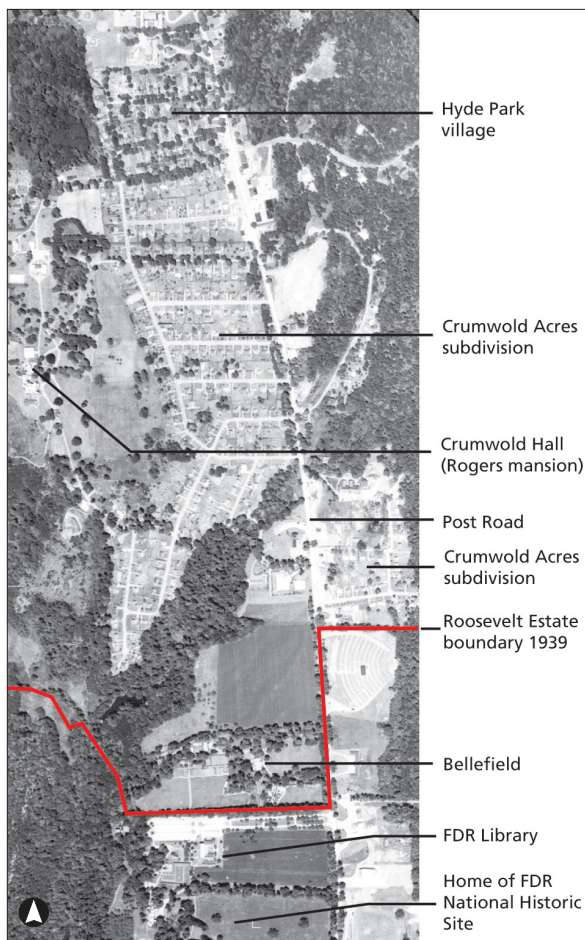 Hyde Park
village
Crumwold Acres
subdivision
Crumwold Hall
(Rogers mansion)
Post Road
Crumwold Acres
subdivision
Roosevelt Estate
boundary 1939
Bellefield
FDR Library
Home of FDR
National Historic
Site